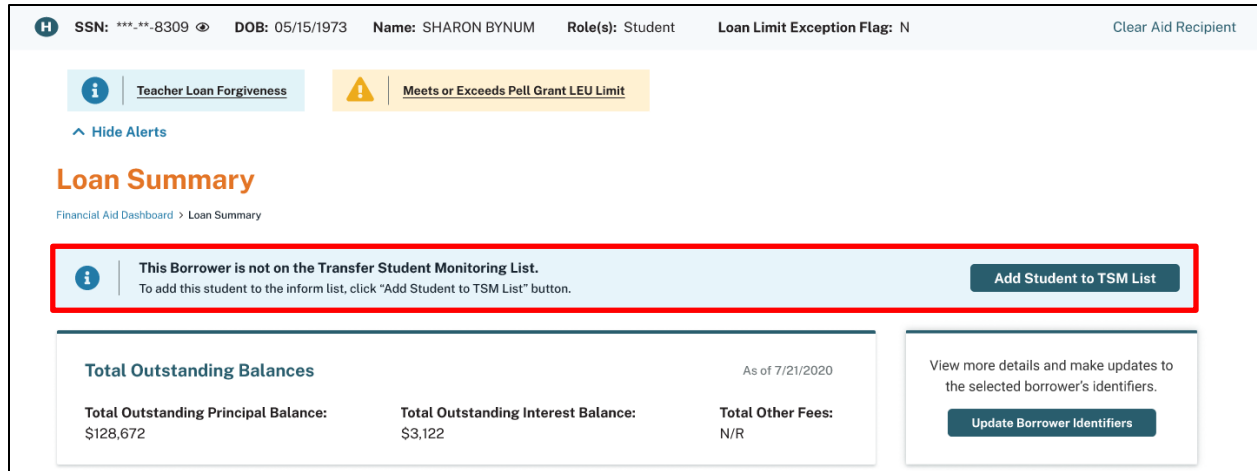 H SSN: ***-**-8309 DOB: 05/15/1973 Name: SHARON BYNUM Role(s): Student Loan Limit Exception Flag: N Clear Aid Recipient
Teacher Loan Forgiveness Meets or Exceeds Pell Grant LEU Limit
Hide Alerts
Loan Summary
Financial Aid Dashboard > Loan Summary
This Borrower is not on the Transfer Student Monitoring List.
To add this student to the inform list, click “Add Student to TSM List” button.
Add Student to TSM List
Total Outstanding Balances As of 7/21/2020
Total Outstanding Principal Balance: Total Outstanding Interest Balance: Total Other Fees:
$128,672 $3,122 N/R
View more details and make updates to
the selected borrower's identifiers.
Update Borrower Identifiers